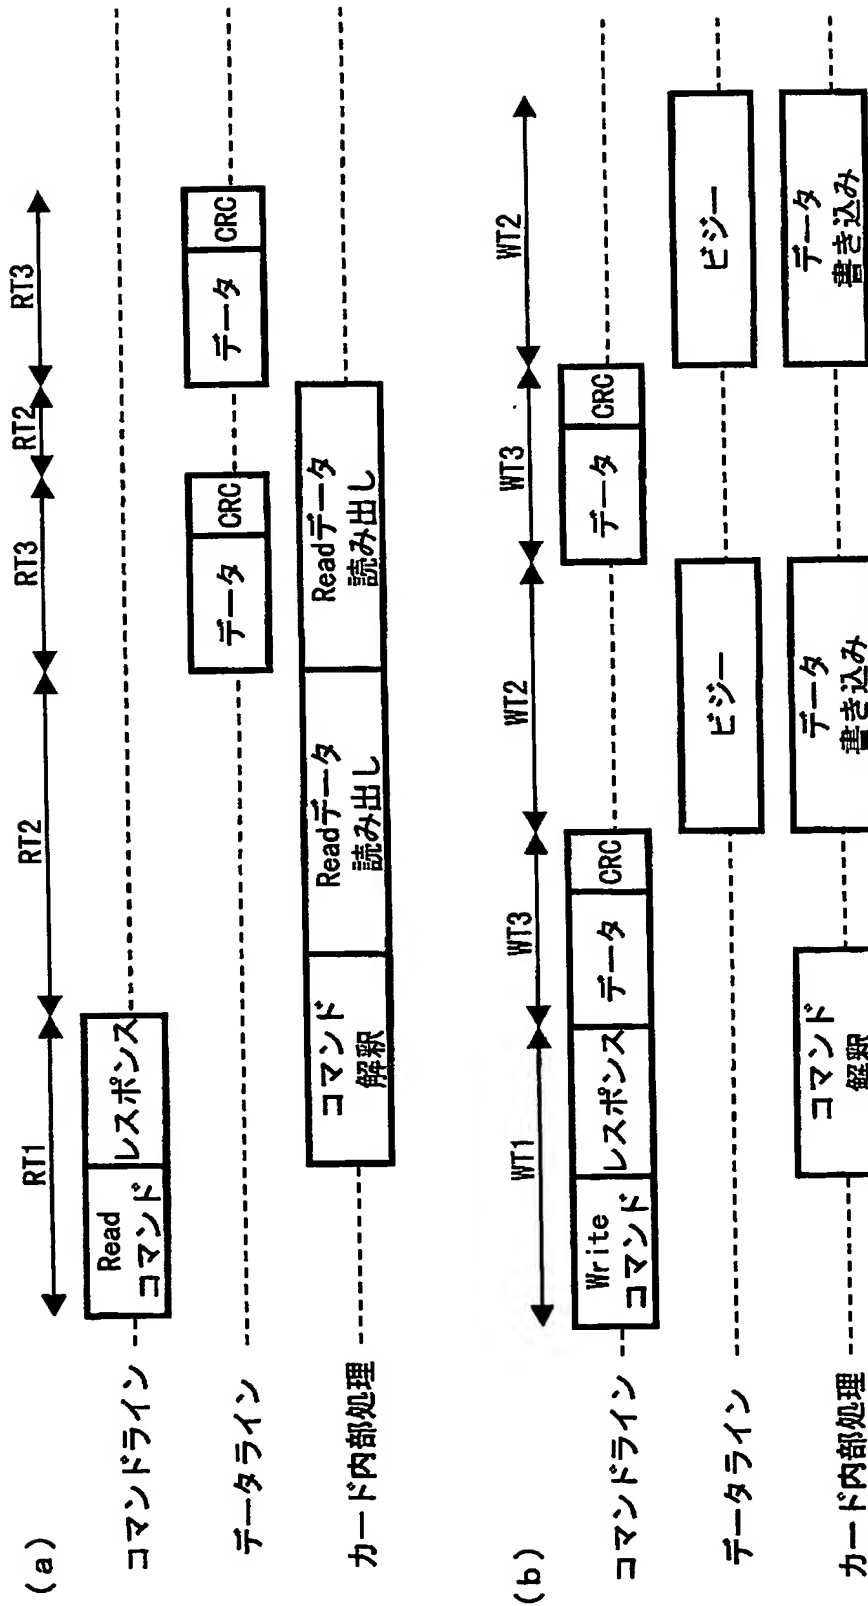 (a)
RT1
RT2
RT3
RT2
RT3
コマンドライン
Read
コマンド
レスポンス
データライン
データ
CRC
データ
CRC
カード内部処理
コマンド
解釈
Readデータ
読み出し
Readデータ
読み出し
(b)
WT1
WT3
WT2
WT3
WT2
コマンドライン
Write
コマンド
レスポンス
データ
CRC
データ
CRC
データライン
ビジー
ビジー
カード内部処理
コマンド
解釈
データ
書き込み
データ
書き込み